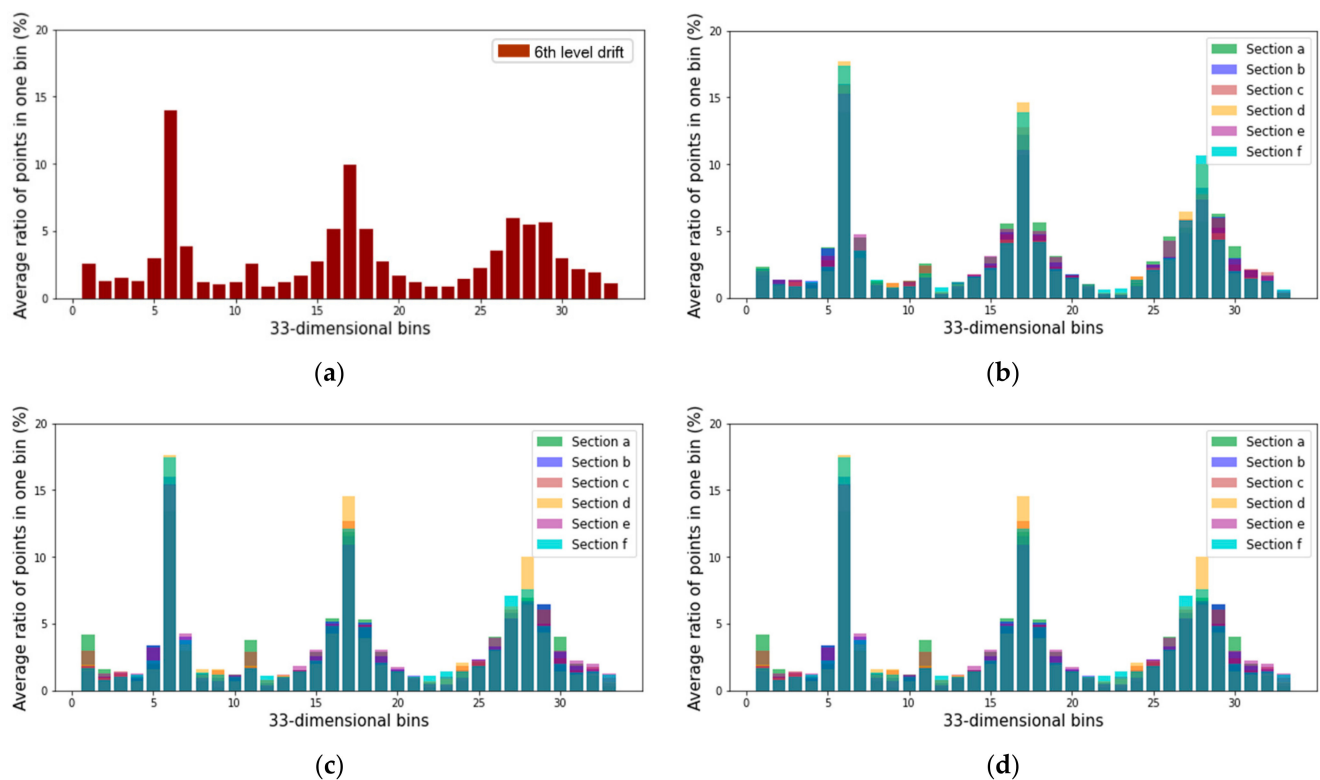 Average ratio of points in one bin (%)
20
15
10
5
0
6th level drift
0 5 10 15 20 25 30
33-dimensional bins
(a)
Average ratio of points in one bin (%)
20
15
10
5
0
Section a
Section b
Section c
Section d
Section e
Section f
0 5 10 15 20 25 30
33-dimensional bins
(b)
Average ratio of points in one bin (%)
20
15
10
5
0
Section a
Section b
Section c
Section d
Section e
Section f
0 5 10 15 20 25 30
33-dimensional bins
(c)
Average ratio of points in one bin (%)
20
15
10
5
0
Section a
Section b
Section c
Section d
Section e
Section f
0 5 10 15 20 25 30
33-dimensional bins
(d)